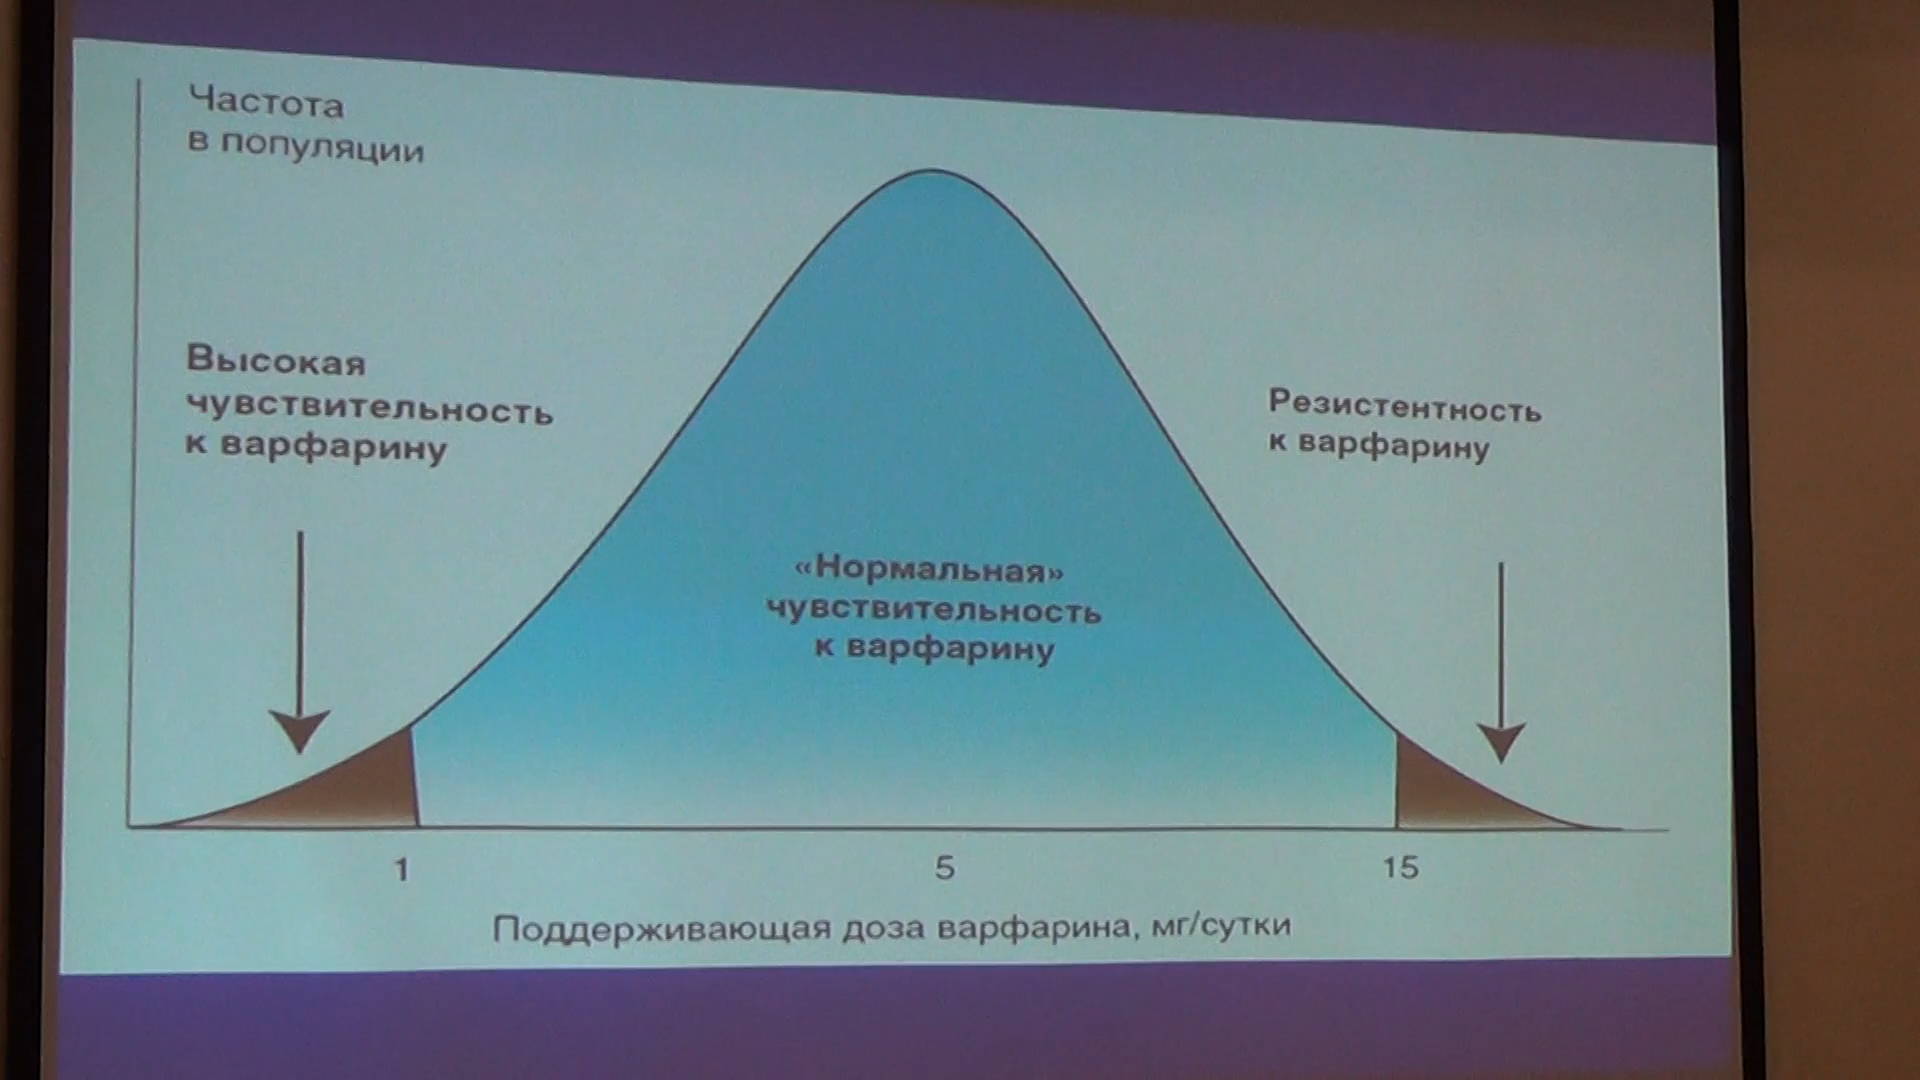 Частота
в популяции
Высокая
чувствительность
к варфарину
Резистентность
к варфарину
«Нормальная»
чувствительность
к варфарину
1
5
15
Поддерживающая доза варфарина, мг/сутки